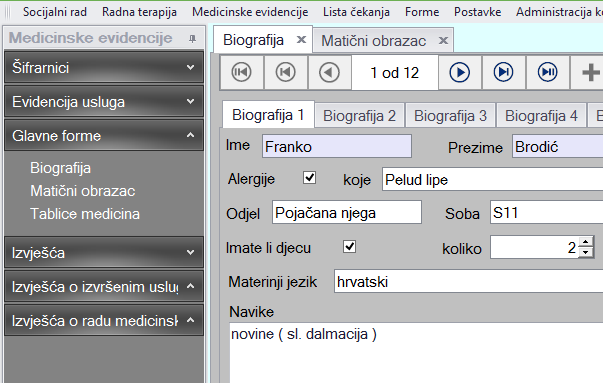 Socijalni rad Radna terapija Medicinske evidencije Lista čekanja Forme Postavke Administracija
Medicinske evidencije
Šifrarnici
Evidencija usluga
Glavne forme
Biografija
Matični obrazac
Tablice medicina
Izvješća
Izvješća o izvršenim uslug
Izvješća o radu medicinsk
Biografija Matični obrazac
1 od 12
Biografija 1 Biografija 2 Biografija 3 Biografija 4
Ime Franko Prezime Brodić
Alergije koje Pelud lipe
Odjel Pojačana njega Soba S11
Imate li djecu koliko 2
Materinji jezik hrvatski
Navike
novine ( sl. dalmacija )